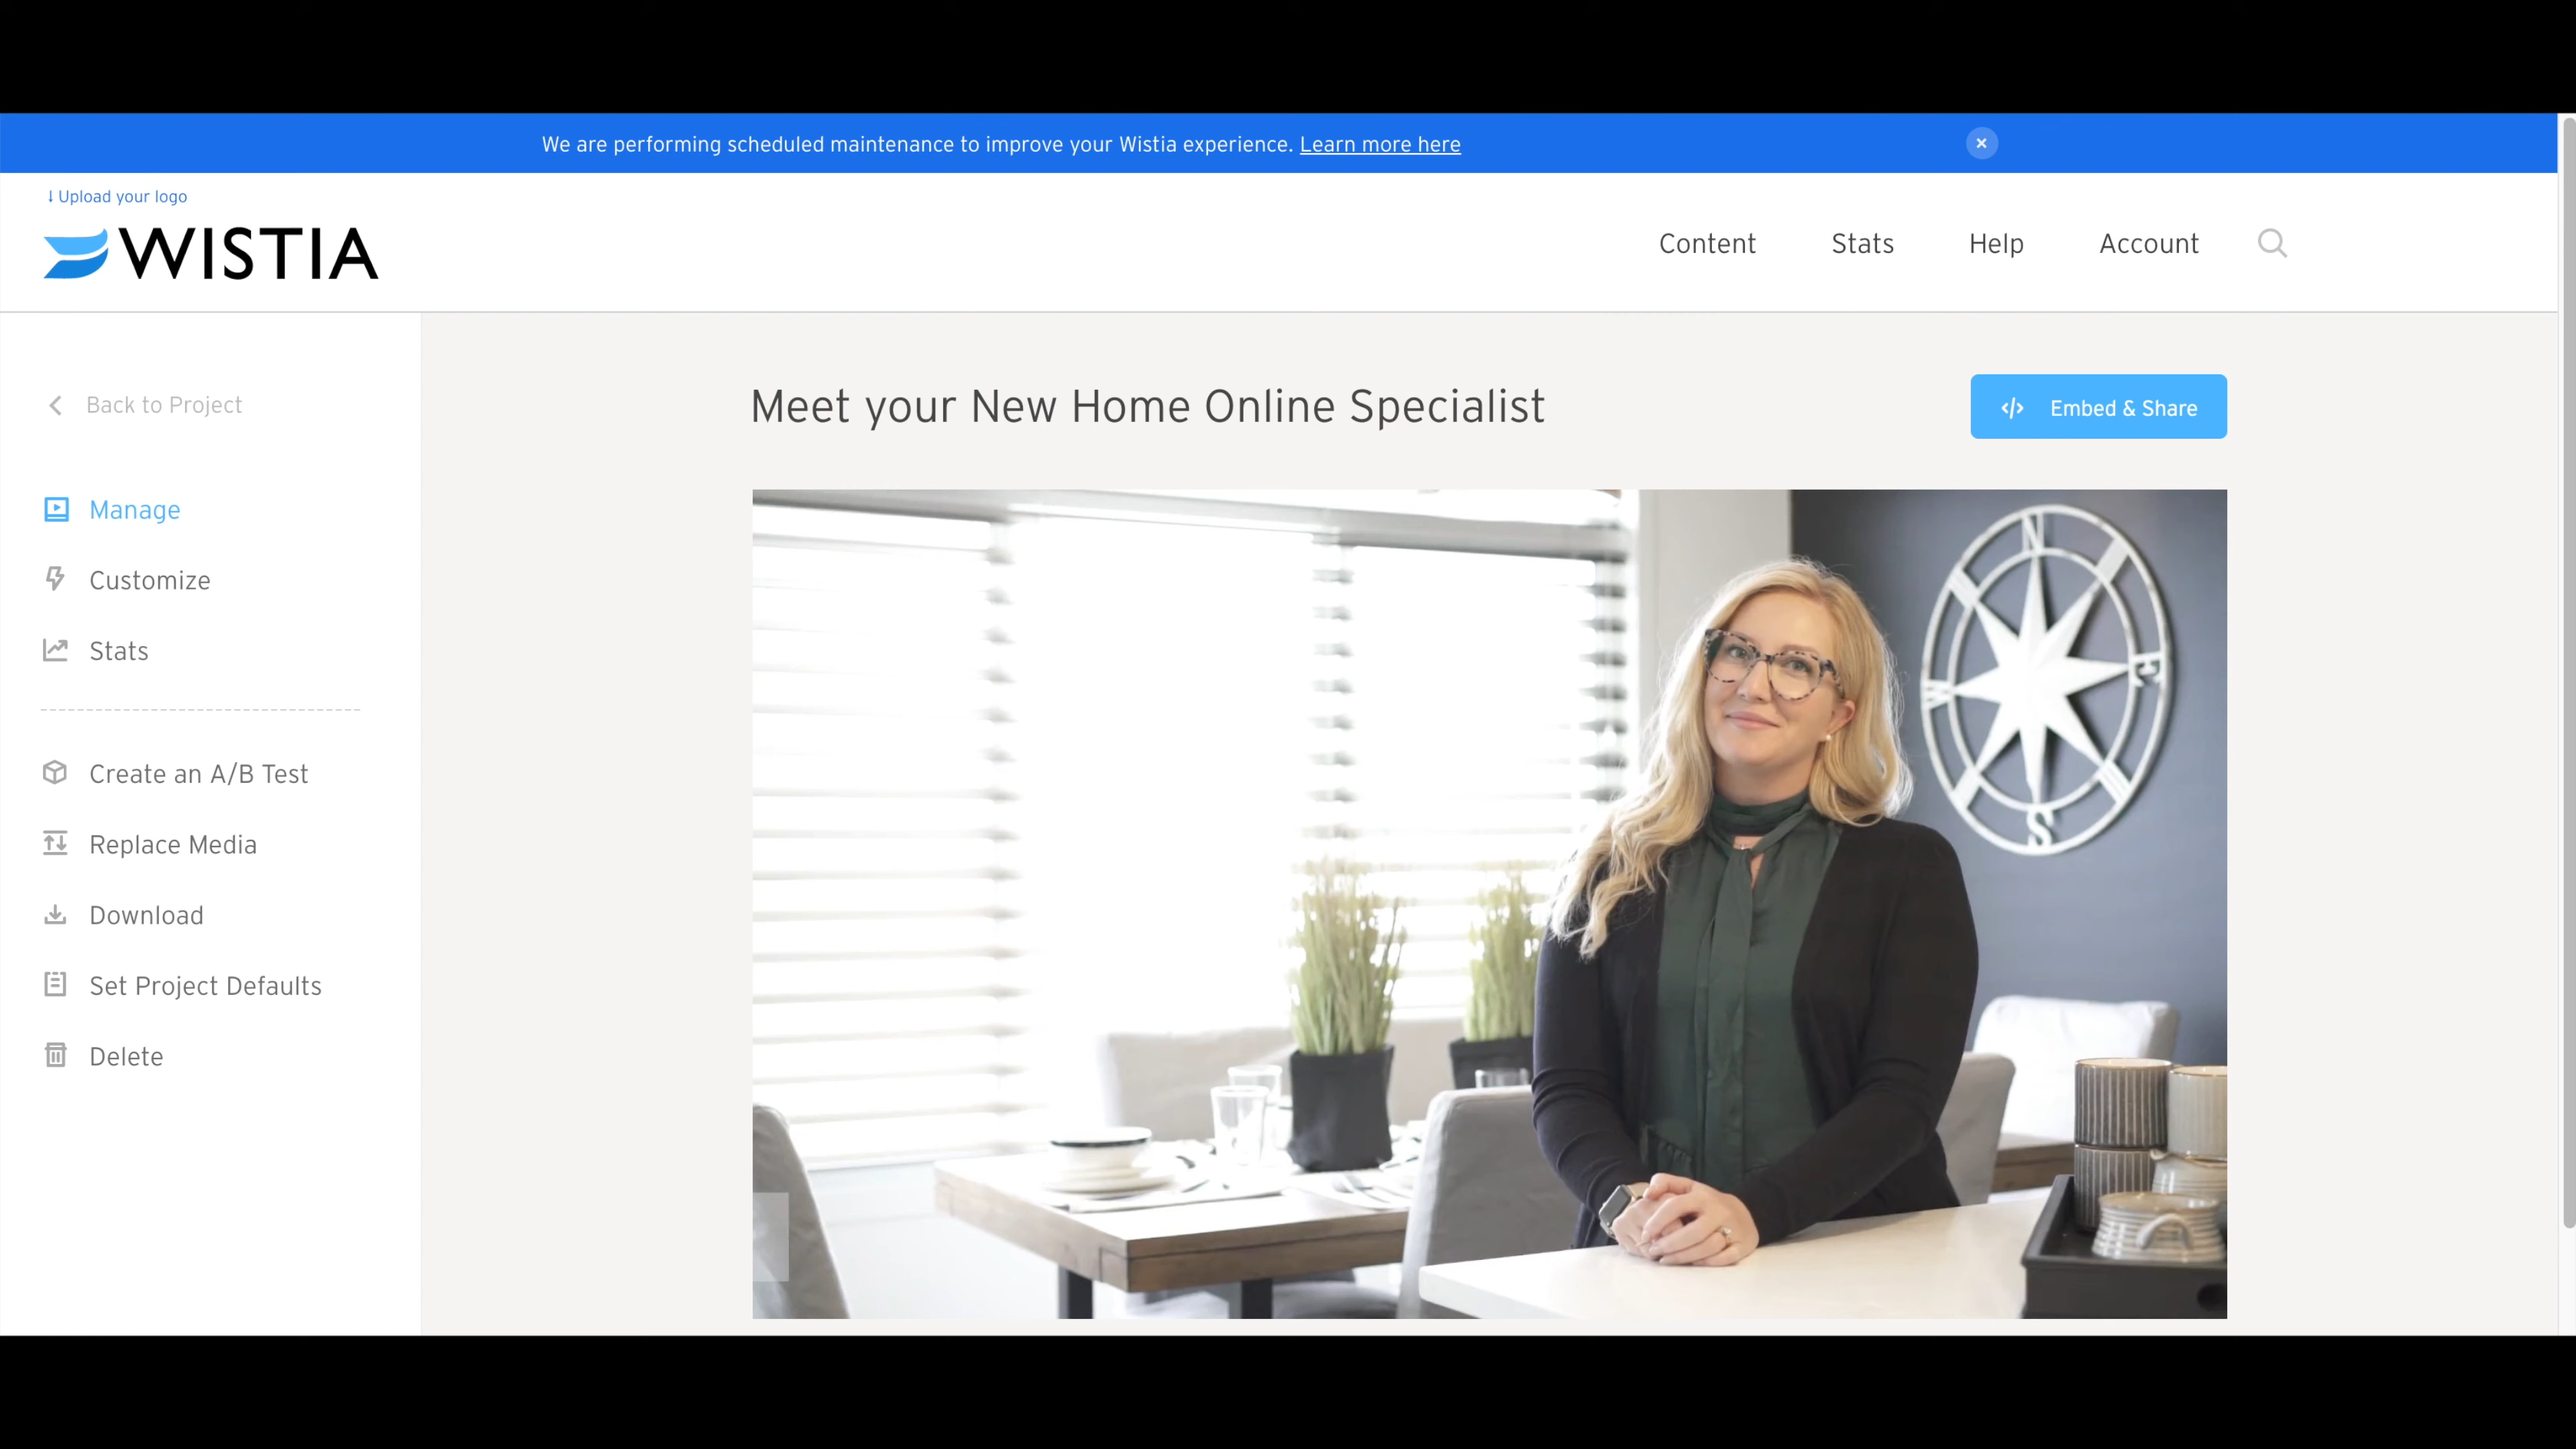 We are performing scheduled maintenance to improve your Wistia experience. Learn more here
Upload your logo
WISTIA
Content
Stats
Help
Account
Back to Project
Meet your New Home Online Specialist
Embed & Share
Manage
Customize
Stats
Create an A/B Test
Replace Media
Download
Set Project Defaults
Delete
N
E
S
W